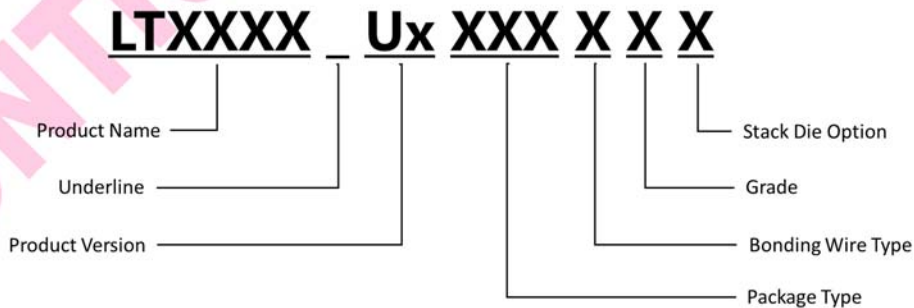 LTXXXX _ Ux XXX X X X
Product Name
Stack Die Option
Underline
Grade
Product Version
Bonding Wire Type
Package Type